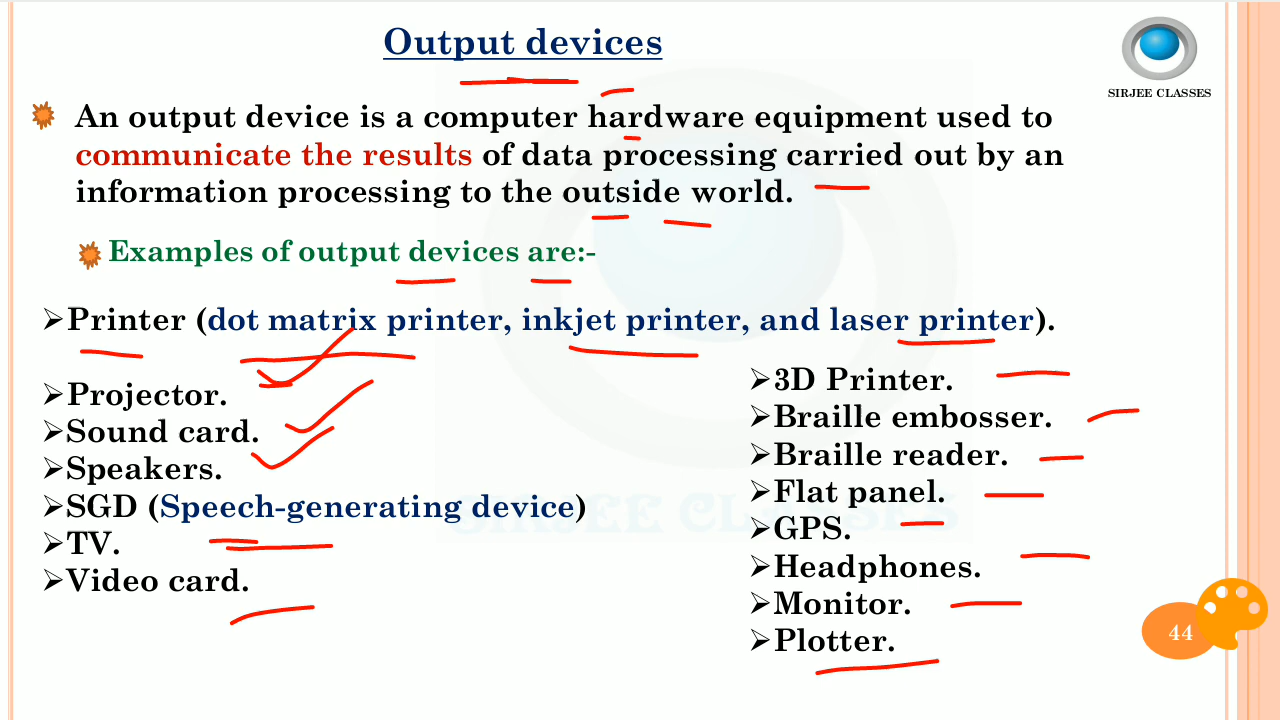 Output devices
SIRJEE CLASSES
An output device is a computer hardware equipment used to
communicate the results of data processing carried out by an
information processing to the outside world.
Examples of output devices are:-
➢Printer (dot matrix printer, inkjet printer, and laser printer).
➢Projector.
➢Sound card.
➢Speakers.
➢SGD (Speech-generating device)
➢TV.
➢Video card.
➢3D Printer.
➢Braille embosser.
➢Braille reader.
➢Flat panel.
➢GPS.
➢Headphones.
➢Monitor.
➢Plotter.
SIRJEE CLASSES
44